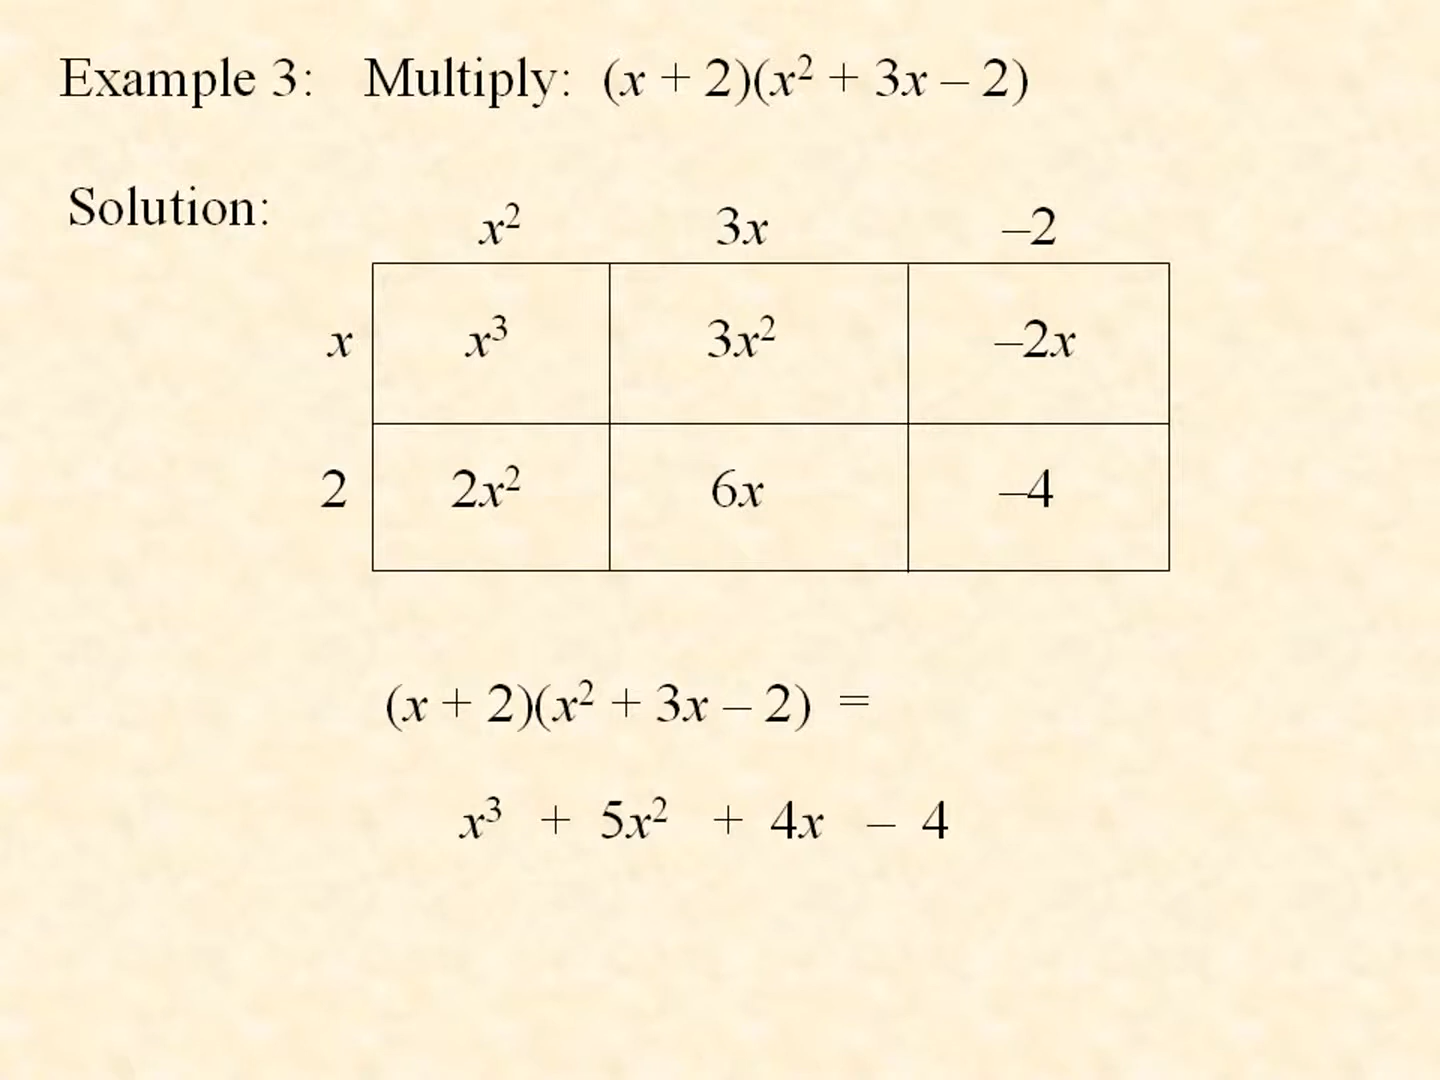 Example 3: Multiply: (x + 2)(x² + 3x – 2)
Solution:
x² 3x –2
x x³ 3x² –2x
2 2x² 6x –4
(x + 2)(x² + 3x – 2) =
x³ + 5x² + 4x – 4